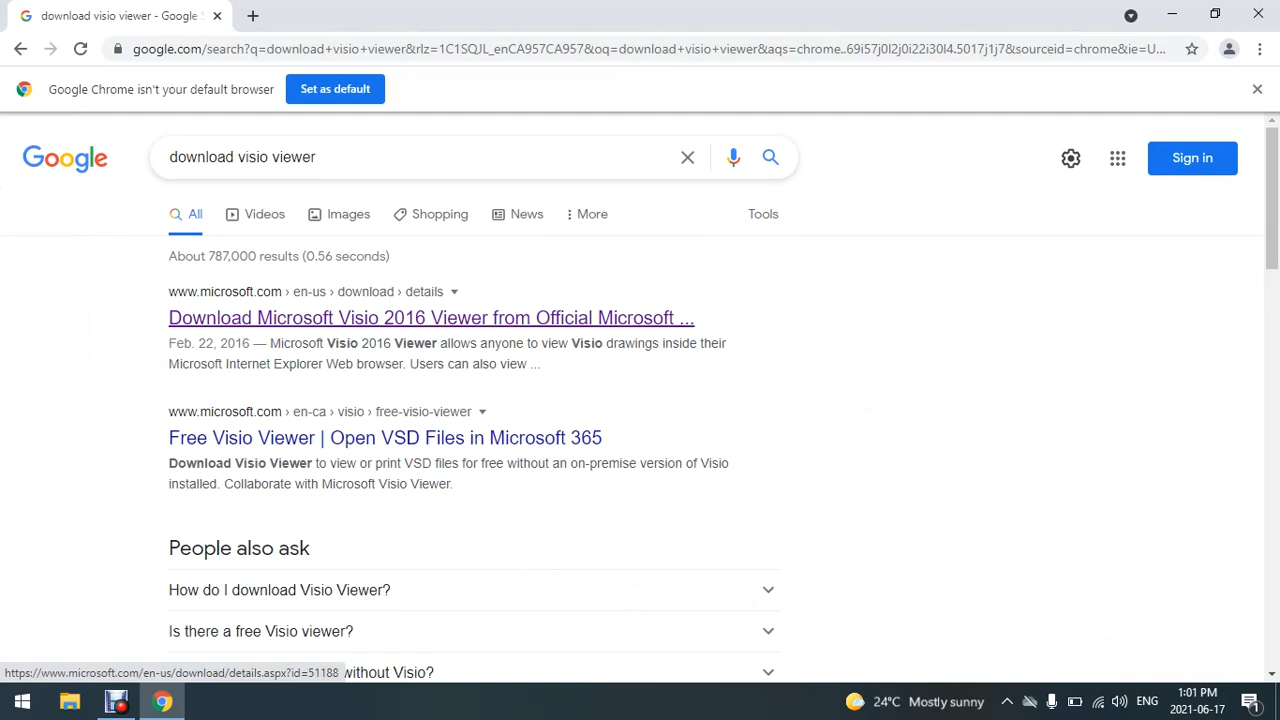 download visio viewer - Google S
google.com/search?q=download+visio+viewer&rlz=1C1SQJL_enCA957CA957&oq=download+visio+viewer&aqs=chrome..69i57j0l2j0i22i30l4.5017j1j7&sourceid=chrome&ie=U...
Google Chrome isn't your default browser
Set as default
Google
download visio viewer
Sign in
All
Videos
Images
Shopping
News
More
Tools
About 787,000 results (0.56 seconds)
www.microsoft.com › en-us › download › details
Download Microsoft Visio 2016 Viewer from Official Microsoft ...
Feb. 22, 2016 — Microsoft Visio 2016 Viewer allows anyone to view Visio drawings inside their
Microsoft Internet Explorer Web browser. Users can also view ...
www.microsoft.com › en-ca › visio › free-visio-viewer
Free Visio Viewer | Open VSD Files in Microsoft 365
Download Visio Viewer to view or print VSD files for free without an on-premise version of Visio
installed. Collaborate with Microsoft Visio Viewer.
People also ask
How do I download Visio Viewer?
Is there a free Visio viewer?
https://www.microsoft.com/en-us/download/details.aspx?id=51188
without Visio?
24°C Mostly sunny
ENG
1:01 PM
2021-06-17
1